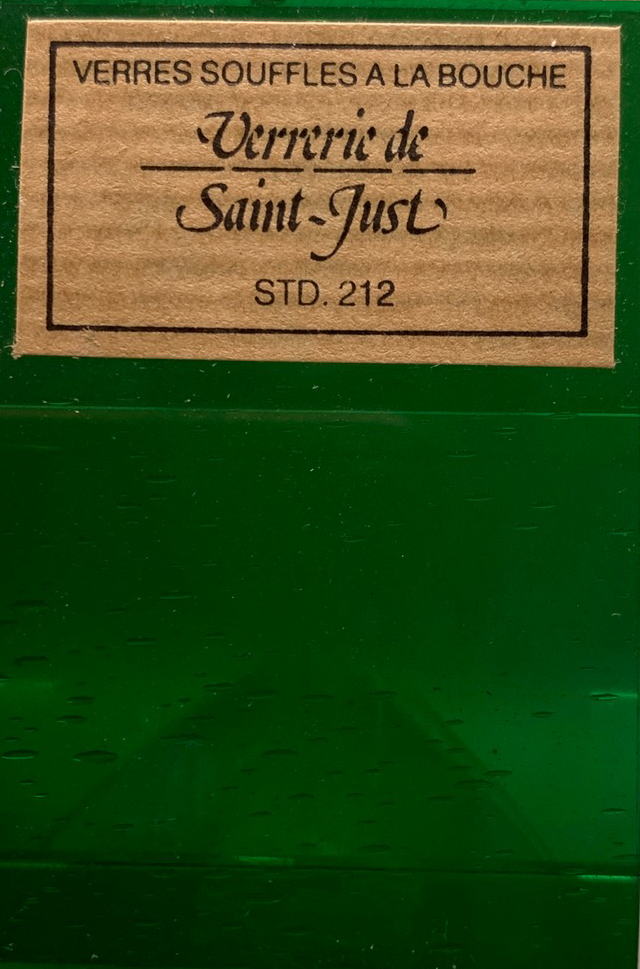 VERRES SOUFFLES A LA BOUCHE
Verrerie de
Saint-Just
STD. 212